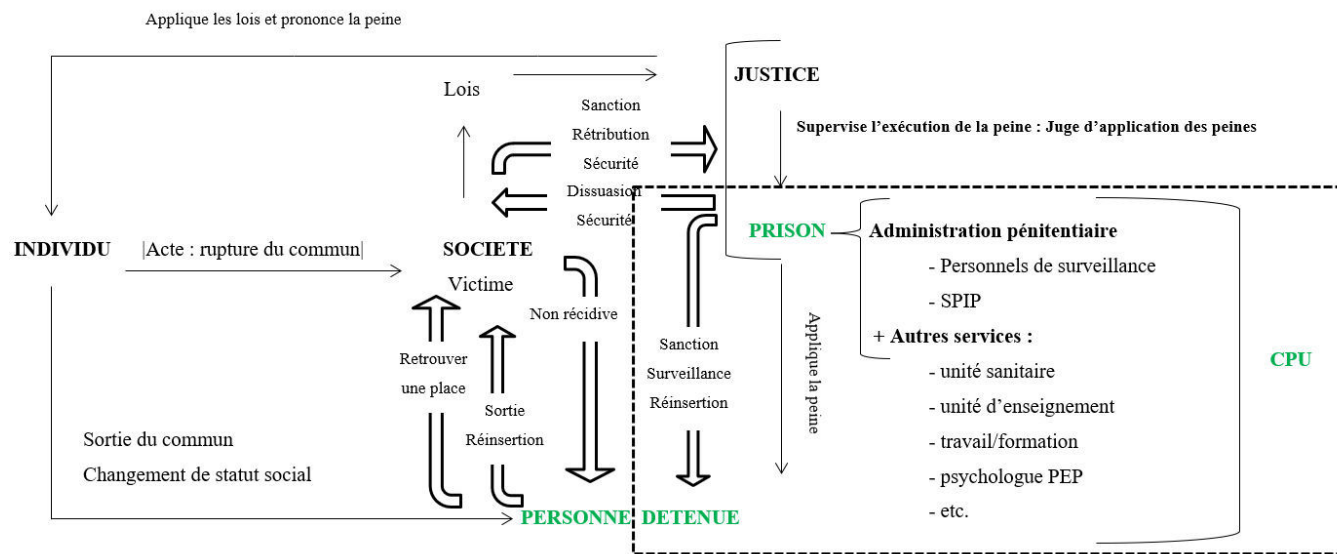 Applique les lois et prononce la peine
JUSTICE
Lois
Sanction
Rétribution
Sécurité
Supervise l’exécution de la peine : Juge d’application des peines
Dissuasion
Sécurité
INDIVIDU
|Acte : rupture du commun|
SOCIETE
Victime
PRISON
Administration pénitentiaire
- Personnels de surveillance
- SPIP
+ Autres services :
- unité sanitaire
- unité d’enseignement
- travail/formation
- psychologue PEP
- etc.
CPU
Non récidive
Retrouver
une place
Sortie
Réinsertion
Sanction
Surveillance
Réinsertion
Applique la peine
Sortie du commun
Changement de statut social
PERSONNE DETENUE